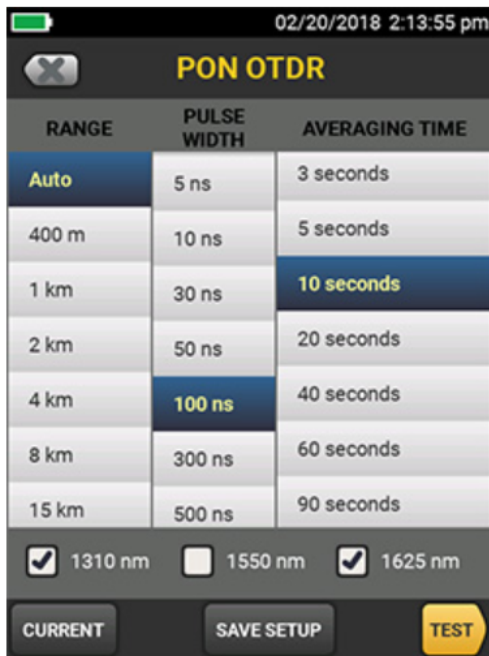 02/20/2018 2:13:55 pm
PON OTDR
RANGE
PULSE
WIDTH
AVERAGING TIME
Auto
5 ns
3 seconds
400 m
10 ns
5 seconds
1 km
30 ns
10 seconds
2 km
50 ns
20 seconds
4 km
100 ns
40 seconds
8 km
300 ns
60 seconds
15 km
500 ns
90 seconds
1310 nm
1550 nm
1625 nm
CURRENT
SAVE SETUP
TEST